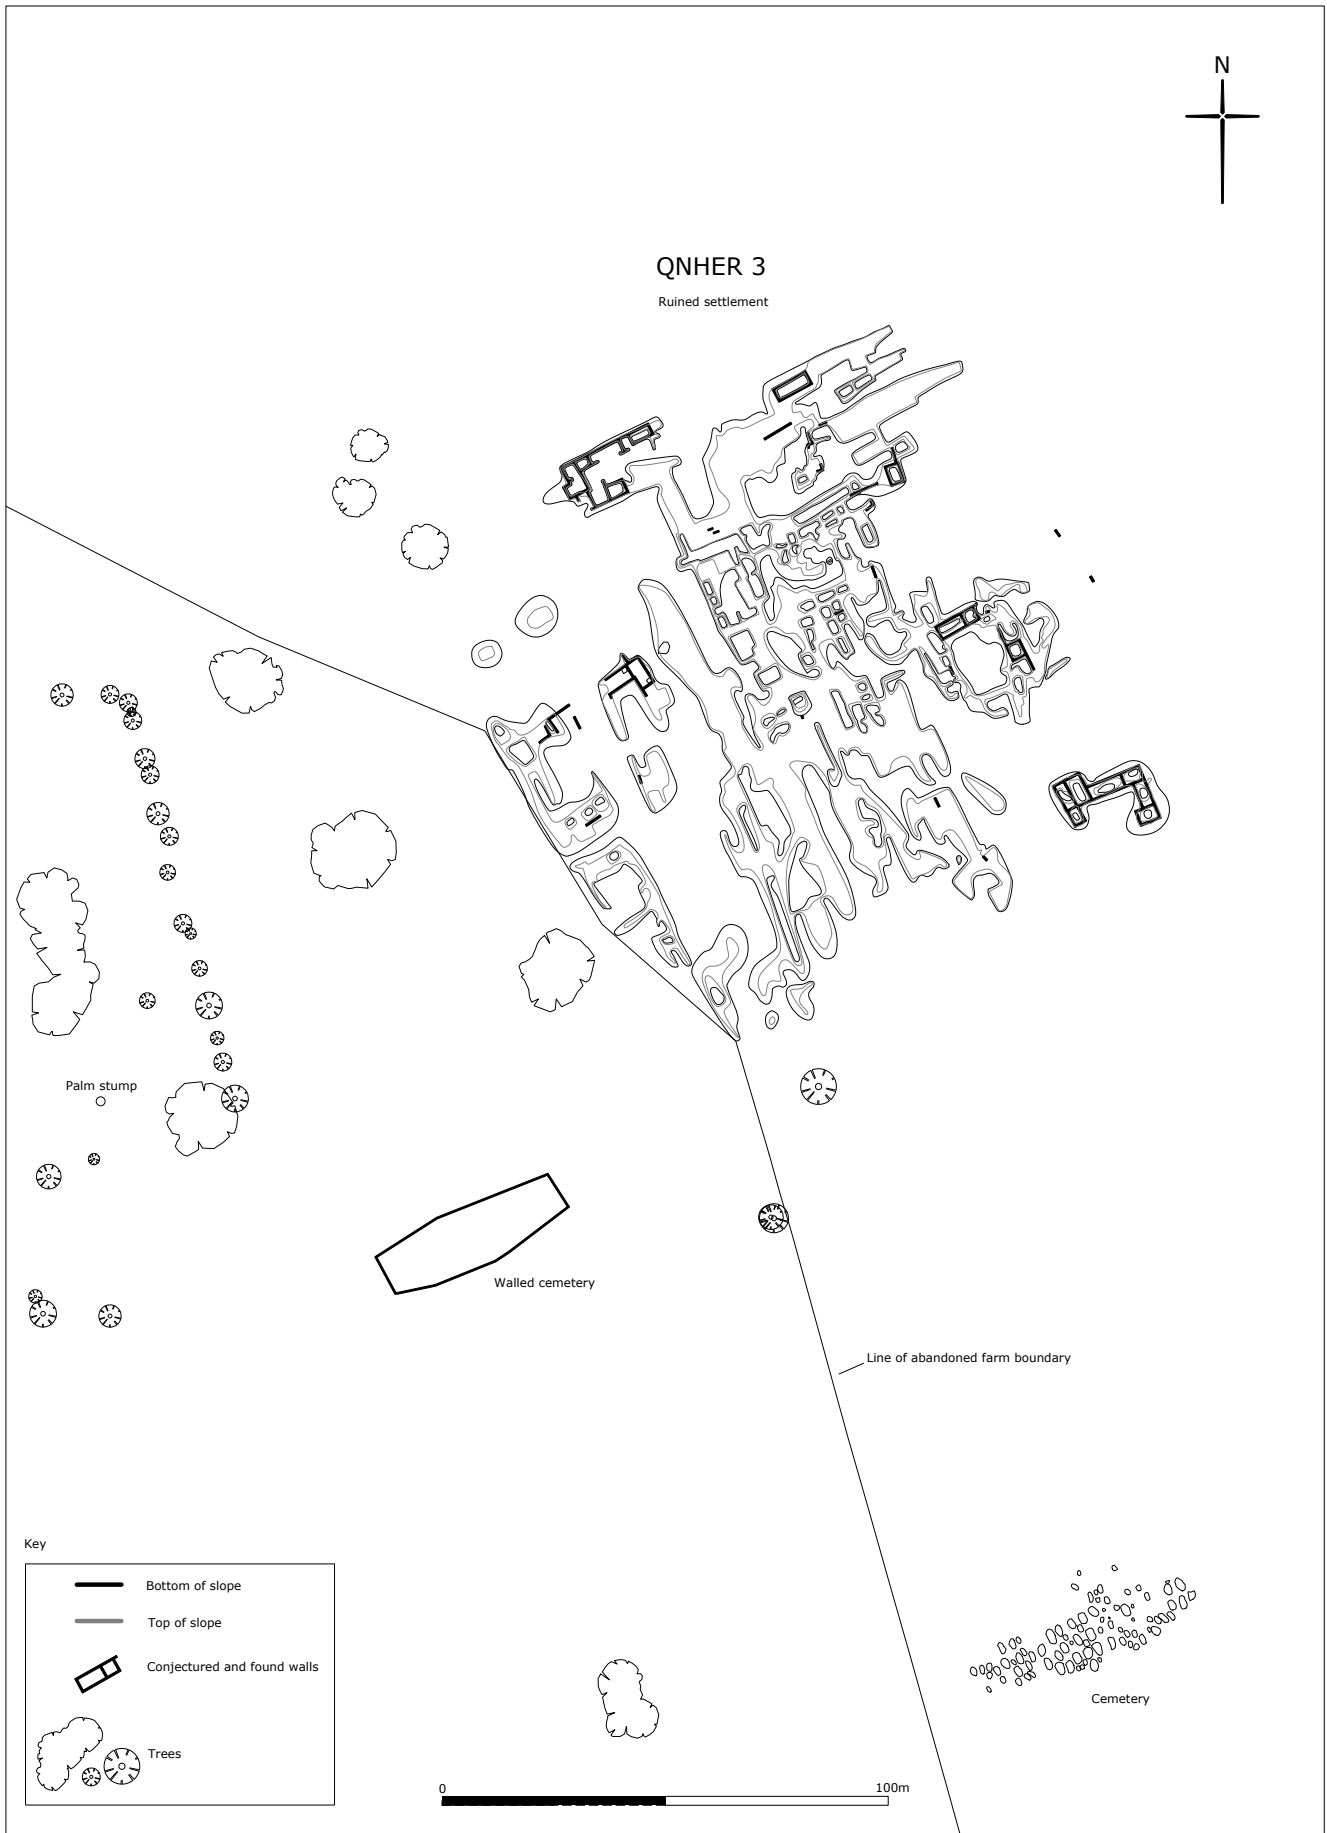 N
QNHER 3
Ruined settlement
Palm stump
Walled cemetery
Line of abandoned farm boundary
Key
Bottom of slope
Top of slope
Conjectured and found walls
Trees
Cemetery
0 100m